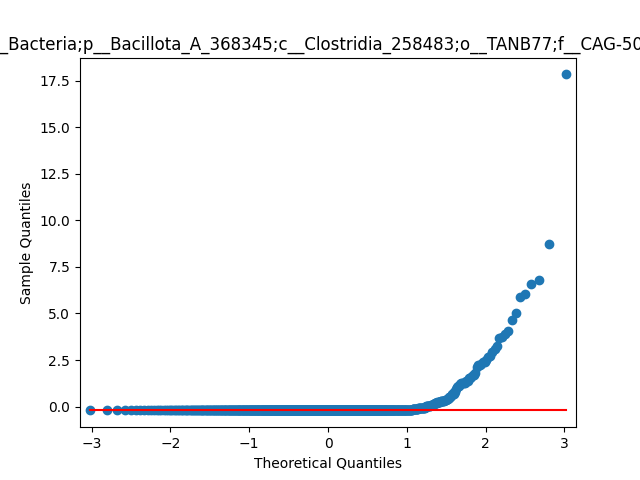 _Bacteria;p__Bacillota_A_368345;c__Clostridia_258483;o__TANB77;f__CAG-50
17.5
15.0
12.5
10.0
7.5
5.0
2.5
0.0
Sample Quantiles
−3 −2 −1 0 1 2 3
Theoretical Quantiles